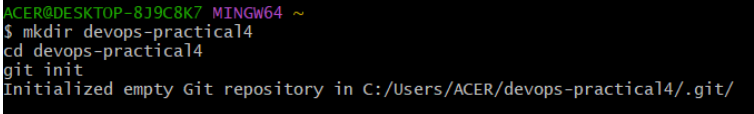 ACER@DESKTOP-8J9C8K7 MINGW64 ~
$ mkdir devops-practical4
cd devops-practical4
git init
Initialized empty Git repository in C:/Users/ACER/devops-practical4/.git/